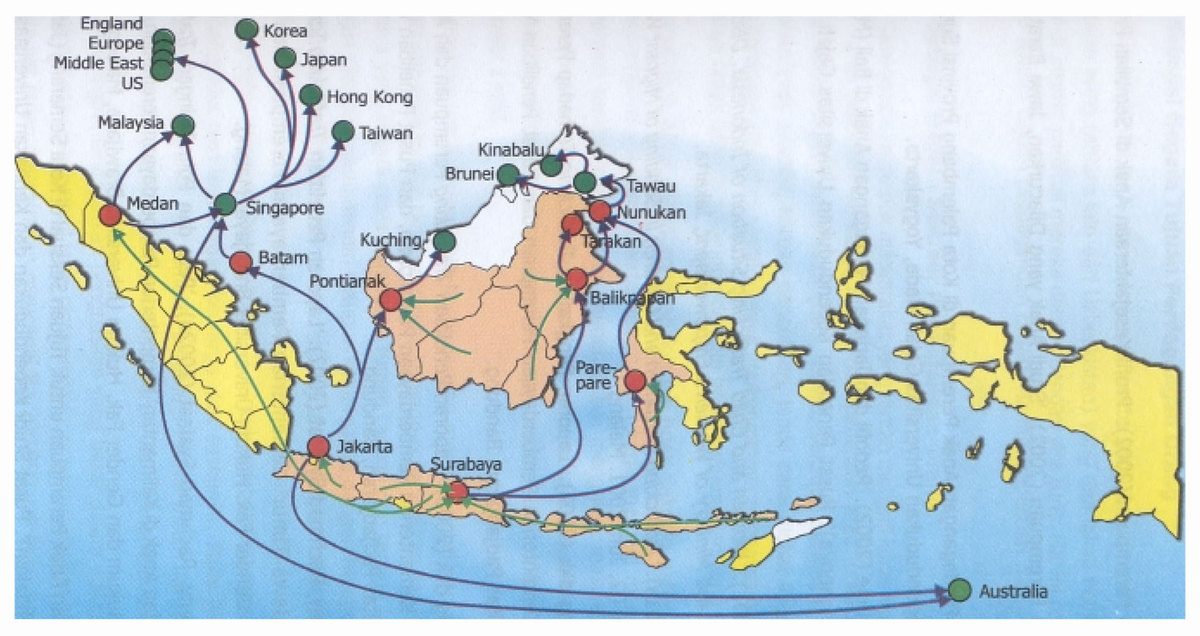 England
Europe
Middle East
US
Korea
Japan
Hong Kong
Taiwan
Malaysia
Medan
Singapore
Batam
Kinabalu
Brunei
Tawau
Nunukan
Kuching
Tarakan
Pontianak
Baliknapan
Pare-
pare
Jakarta
Surabaya
Australia